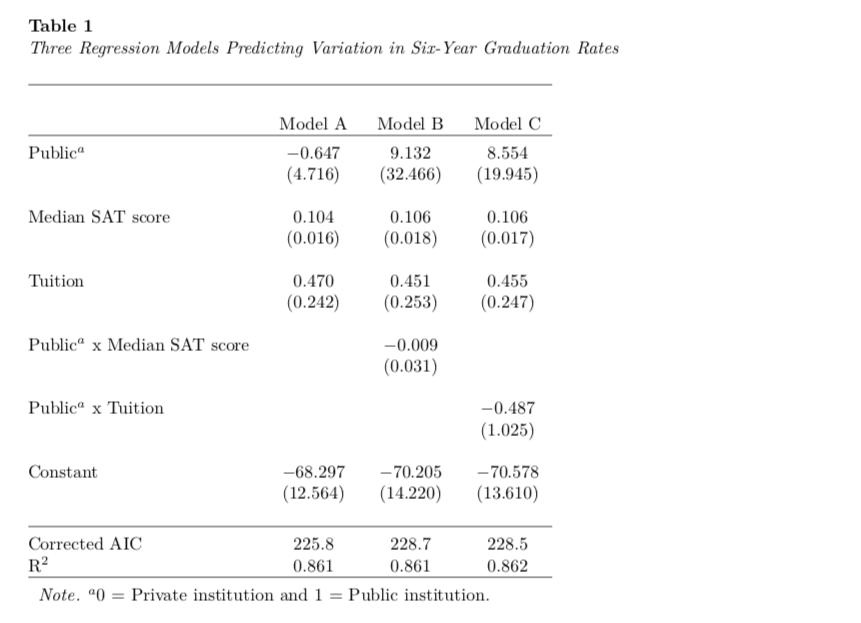 Table 1
Three Regression Models Predicting Variation in Six-Year Graduation Rates
Model A Model B Model C
Publicᵃ −0.647 9.132 8.554
(4.716) (32.466) (19.945)
Median SAT score 0.104 0.106 0.106
(0.016) (0.018) (0.017)
Tuition 0.470 0.451 0.455
(0.242) (0.253) (0.247)
Publicᵃ x Median SAT score −0.009
(0.031)
Publicᵃ x Tuition −0.487
(1.025)
Constant −68.297 −70.205 −70.578
(12.564) (14.220) (13.610)
Corrected AIC 225.8 228.7 228.5
R² 0.861 0.861 0.862
Note. ᵃ0 = Private institution and 1 = Public institution.